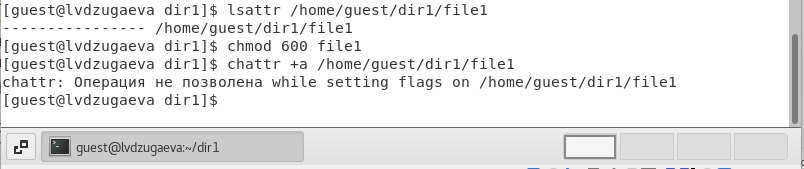 [guest@lvdzugaeva dir1]$ lsattr /home/guest/dir1/file1
---------------- /home/guest/dir1/file1
[guest@lvdzugaeva dir1]$ chmod 600 file1
[guest@lvdzugaeva dir1]$ chattr +a /home/guest/dir1/file1
chattr: Операция не позволена while setting flags on /home/guest/dir1/file1
[guest@lvdzugaeva dir1]$
guest@lvdzugaeva:~/dir1